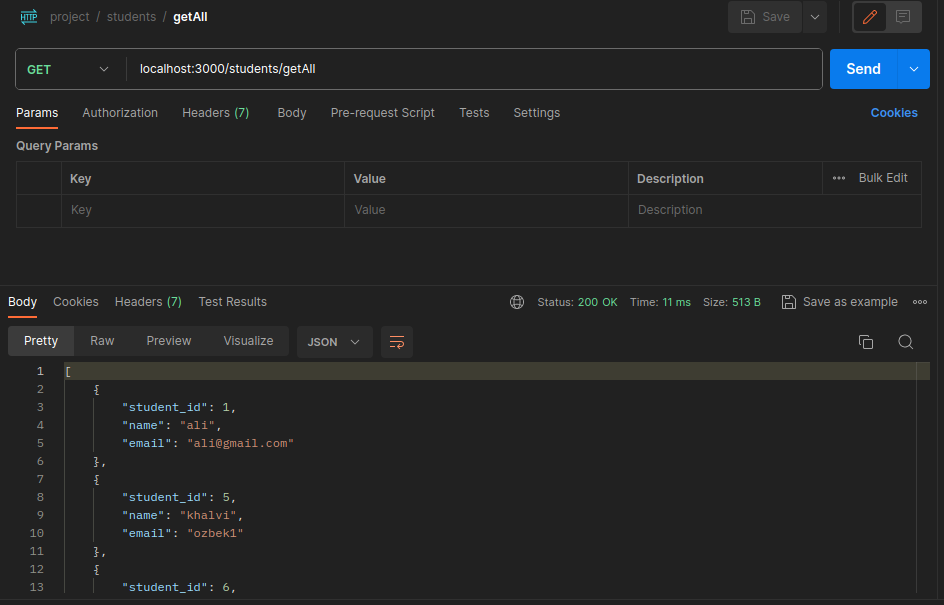 HTTP project / students / getAll Save
GET localhost:3000/students/getAll Send
Params Authorization Headers (7) Body Pre-request Script Tests Settings Cookies
Query Params
Key Value Description ••• Bulk Edit
Key Value Description
Body Cookies Headers (7) Test Results Status: 200 OK Time: 11 ms Size: 513 B Save as example
Pretty Raw Preview Visualize JSON
1 [
2 {
3 "student_id": 1,
4 "name": "ali",
5 "email": "ali@gmail.com"
6 },
7 {
8 "student_id": 5,
9 "name": "khalvi",
10 "email": "ozbek1"
11 },
12 {
13 "student_id": 6,